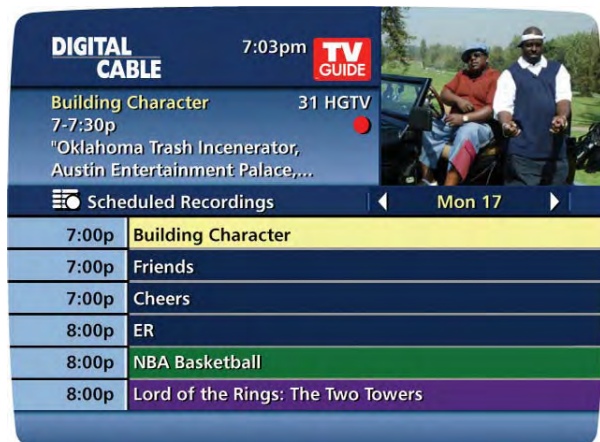 DIGITAL
CABLE
7:03pm
TV
GUIDE
Building Character 31 HGTV
7-7:30p
"Oklahoma Trash Incenerator,
Austin Entertainment Palace,...
Scheduled Recordings Mon 17
7:00p Building Character
7:00p Friends
7:00p Cheers
8:00p ER
8:00p NBA Basketball
8:00p Lord of the Rings: The Two Towers